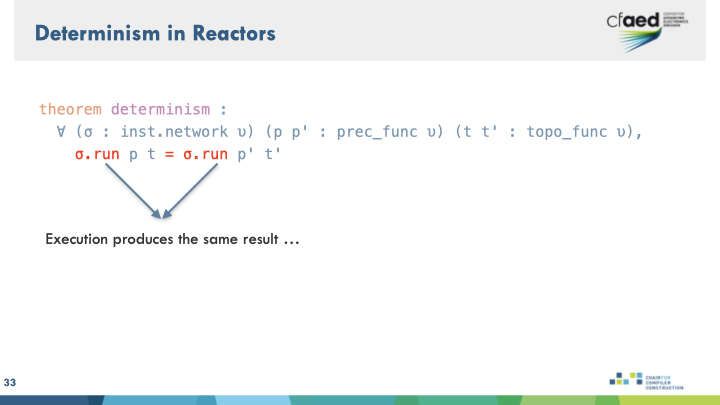 Determinism in Reactors
cfaed
CENTER FOR
ADVANCING
ELECTRONICS
DRESDEN
theorem determinism :
∀ (σ : inst.network υ) (p p' : prec_func υ) (t t' : topo_func υ),
σ.run p t = σ.run p' t'
Execution produces the same result …
33
CHAIR FOR
COMPILER
CONSTRUCTION